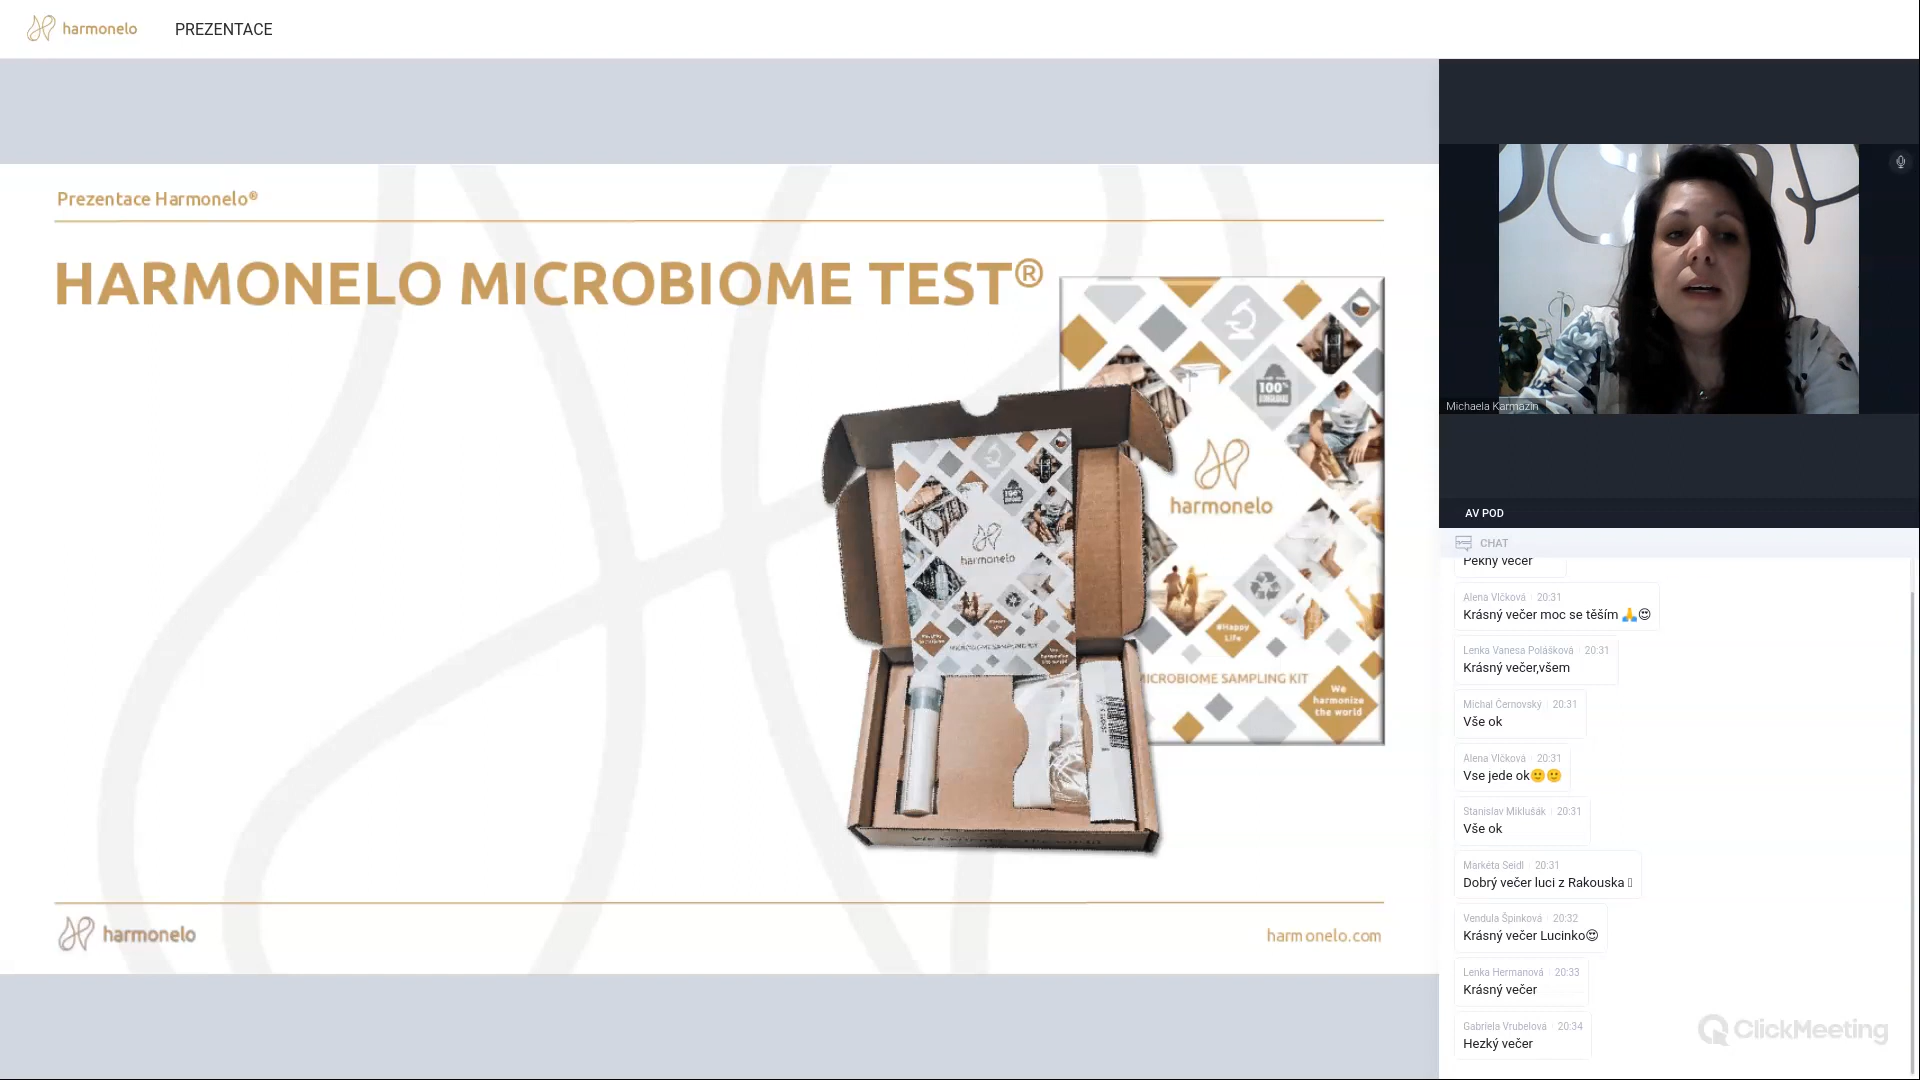 harmonelo
PREZENTACE
Prezentace Harmonelo®
HARMONELO MICROBIOME TEST®
100%
harmonelo
#Happy
Life
MICROBIOME SAMPLING KIT
We
harmonize
the world
harmonelo
harmonelo
harmonelo.com
Michaela Karmazin
AV POD
CHAT
Pěkný večer
Alena Vlčková 20:31
Krásný večer moc se těším 🙏😍
Lenka Vanesa Polášková 20:31
Krásný večer,všem
Michal Černovský 20:31
Vše ok
Alena Vlčková 20:31
Vse jede ok🙂🙂
Stanislav Miklušák 20:31
Vše ok
Markéta Seidl 20:31
Dobrý večer luci z Rakouska
Vendula Špinková 20:32
Krásný večer Lucinko😍
Lenka Hermanová 20:33
Krásný večer
Gabriela Vrubelová 20:34
Hezký večer
ClickMeeting